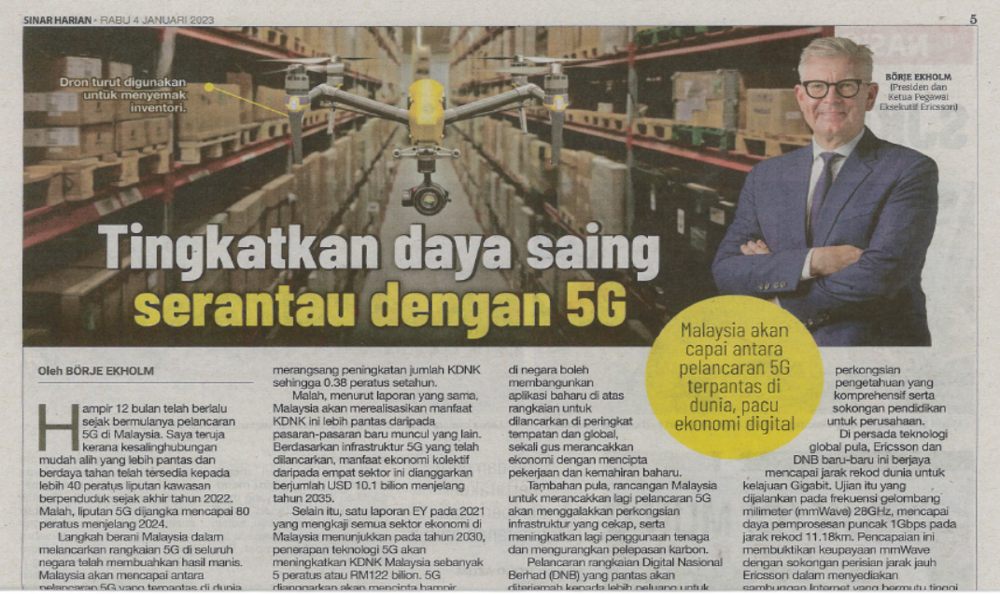 SINAR HARIAN - RABU 4 JANUARI 2023
5
Dron turut digunakan
untuk menyemak
inventori.
BÖRJE EKHOLM
(Presiden dan
Ketua Pegawai
Eksekutif Ericsson)
Tingkatkan daya saing
serantau dengan 5G
Malaysia akan
capai antara
pelancaran 5G
terpantas di
dunia, pacu
ekonomi digital
Oleh BÖRJE EKHOLM
Hampir 12 bulan telah berlalu
sejak bermulanya pelancaran
5G di Malaysia. Saya teruja
kerana kesalinghubungan
mudah alih yang lebih pantas dan
berdaya tahan telah tersedia kepada
lebih 40 peratus liputan kawasan
berpenduduk sejak akhir tahun 2022.
Malah, liputan 5G dijangka mencapai 80
peratus menjelang 2024.
Langkah berani Malaysia dalam
melancarkan rangkaian 5G di seluruh
negara telah membuahkan hasil manis.
Malaysia akan mencapai antara
pelancaran 5G yang terpantas di dunia
merangsang peningkatan jumlah KDNK
sehingga 0.38 peratus setahun.
Malah, menurut laporan yang sama,
Malaysia akan merealisasikan manfaat
KDNK ini lebih pantas daripada
pasaran-pasaran baru muncul yang lain.
Berdasarkan infrastruktur 5G yang telah
dilancarkan, manfaat ekonomi kolektif
daripada empat sektor ini dianggarkan
berjumlah USD 10.1 bilion menjelang
tahun 2035.
Selain itu, satu laporan EY pada 2021
yang mengkaji semua sektor ekonomi di
Malaysia menunjukkan pada tahun 2030,
penerapan teknologi 5G akan
meningkatkan KDNK Malaysia sebanyak
5 peratus atau RM122 bilion. 5G
dianggarkan akan mencipta hampir
di negara boleh
membangunkan
aplikasi baharu di atas
rangkaian untuk
dilancarkan di peringkat
tempatan dan global,
sekali gus merancakkan
ekonomi dengan mencipta
pekerjaan dan kemahiran baharu.
Tambahan pula, rancangan Malaysia
untuk merancakkan lagi pelancaran 5G
akan menggalakkan perkongsian
infrastruktur yang cekap, serta
meningkatkan lagi penggunaan tenaga
dan mengurangkan pelepasan karbon.
Pelancaran rangkaian Digital Nasional
Berhad (DNB) yang pantas akan
diterjemah kepada lebih peluang untuk
perkongsian
pengetahuan yang
komprehensif serta
sokongan pendidikan
untuk perusahaan.
Di persada teknologi
global pula, Ericsson dan
DNB baru-baru ini berjaya
mencapai jarak rekod dunia untuk
kelajuan Gigabit. Ujian itu yang
dijalankan pada frekuensi gelombang
milimeter (mmWave) 28GHz, mencapai
daya pemprosesan puncak 1Gbps pada
jarak rekod 11.18km. Pencapaian ini
membuktikan keupayaan mmWave
dengan sokongan perisian jarak jauh
Ericsson dalam menyediakan
sambungan Internet yang bermutu tinggi